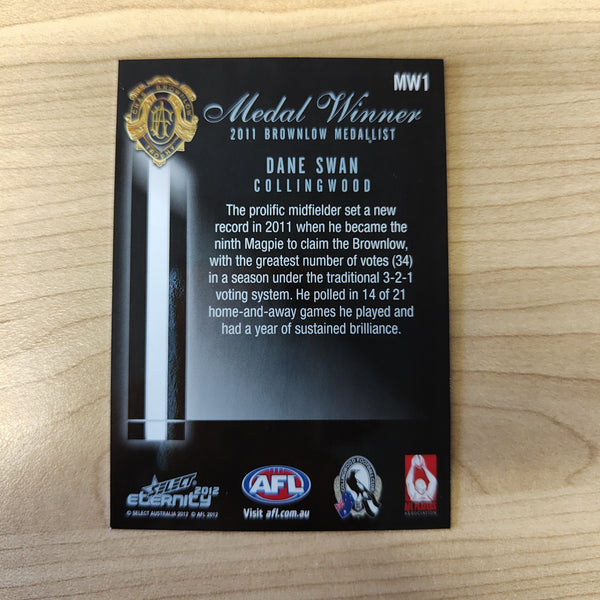 MW1
Medal Winner
2011 BROWNLOW MEDALLIST
DANE SWAN
COLLINGWOOD
The prolific midfielder set a new
record in 2011 when he became the
ninth Magpie to claim the Brownlow,
with the greatest number of votes (34)
in a season under the traditional 3-2-1
voting system. He polled in 14 of 21
home-and-away games he played and
had a year of sustained brilliance.
SELECT
ETERNITY 2012
© SELECT AUSTRALIA 2012 © AFL 2012
AFL
Visit afl.com.au
AFL PLAYERS
ASSOCIATION